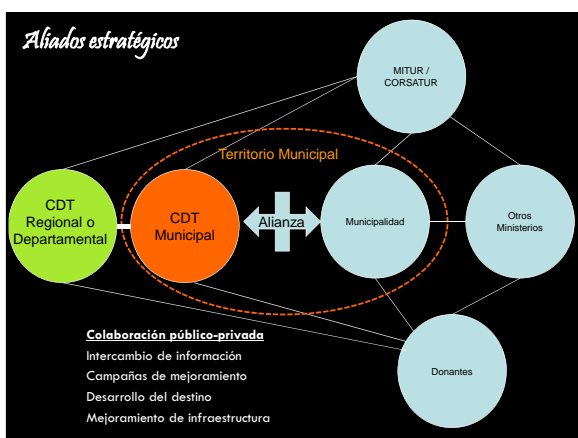 Aliados estratégicos
MITUR /
CORSATUR
Territorio Municipal
CDT
Regional o
Departamental
CDT
Municipal
Alianza
Municipalidad
Otros
Ministerios
Colaboración público-privada
Intercambio de información
Campañas de mejoramiento
Desarrollo del destino
Mejoramiento de infraestructura
Donantes